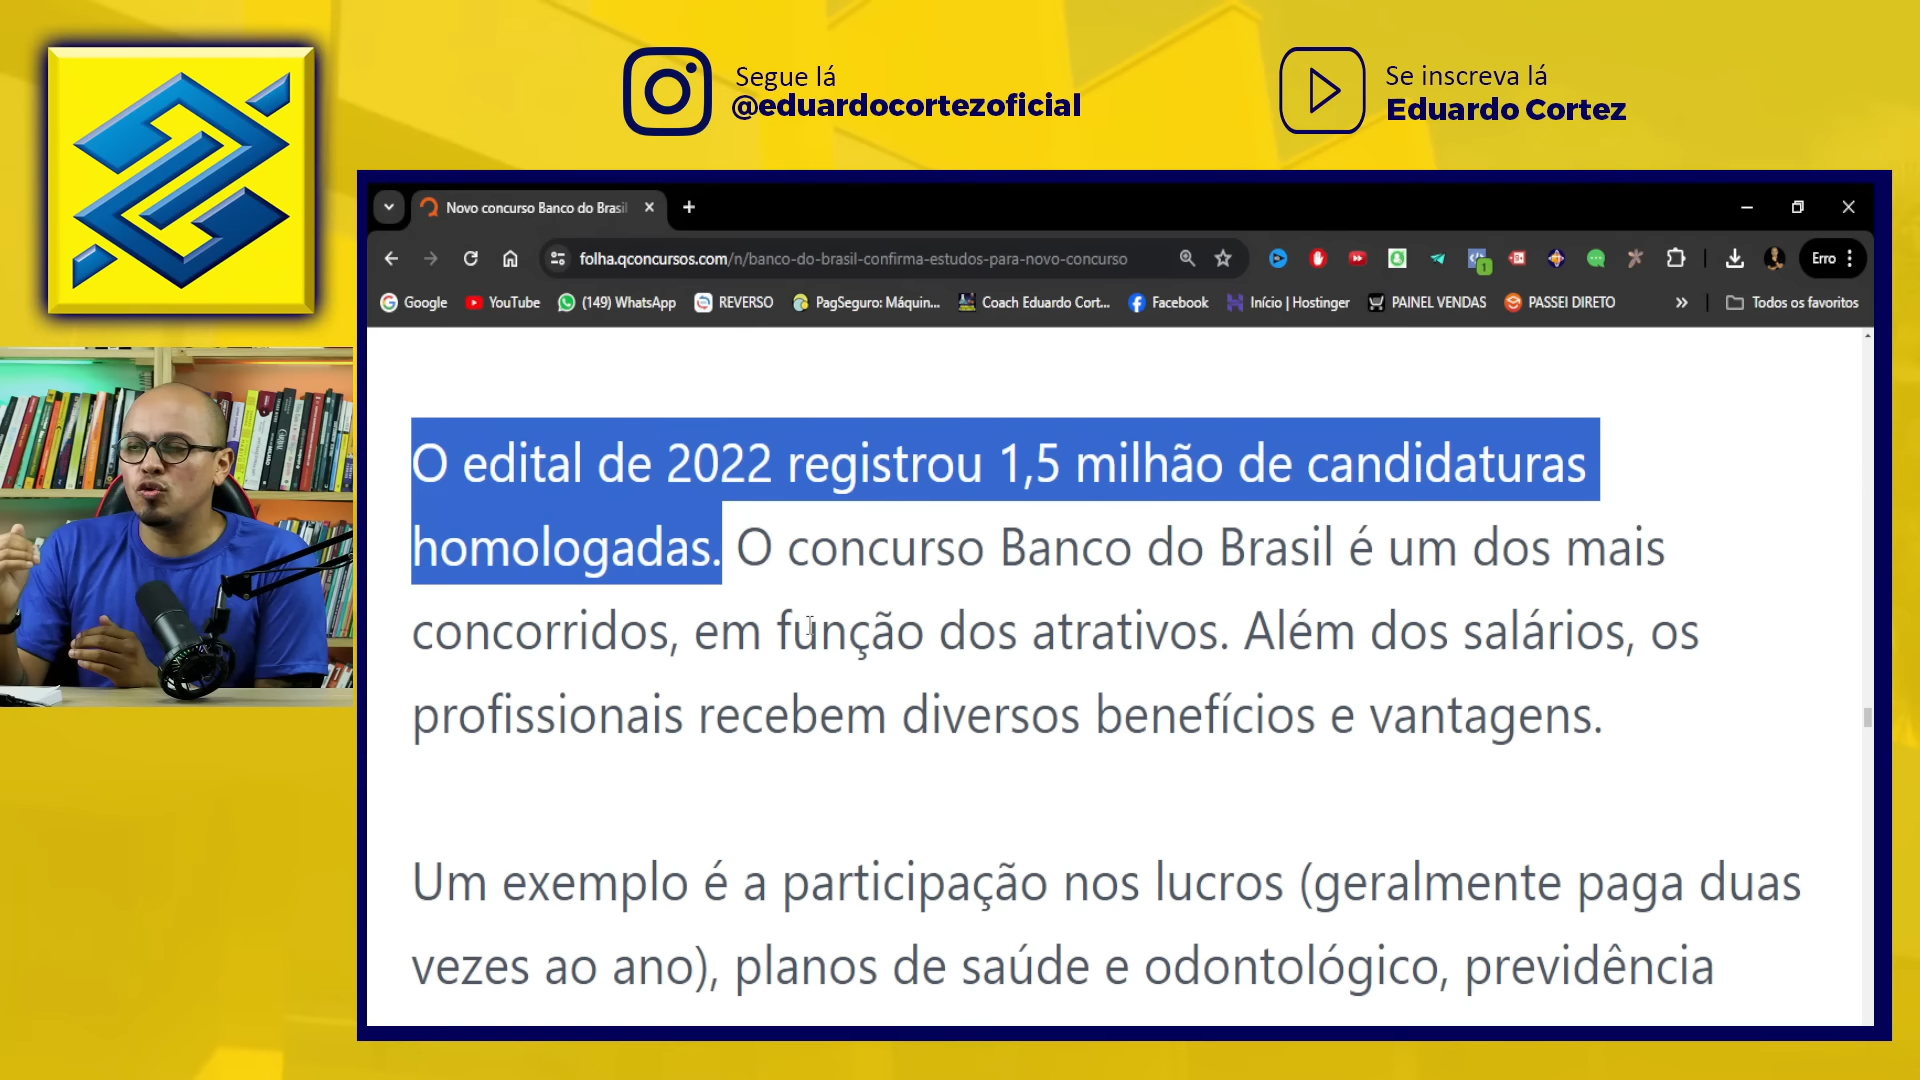 Segue lá
@eduardocortezoficial
Se inscreva lá
Eduardo Cortez
Novo concurso Banco do Brasil
folha.qconcursos.com/n/banco-do-brasil-confirma-estudos-para-novo-concurso
1
Erro
Google
YouTube
(149) WhatsApp
REVERSO
PagSeguro: Máquin...
Coach Eduardo Cort...
Facebook
Início | Hostinger
PAINEL VENDAS
PASSEI DIRETO
Todos os favoritos
O edital de 2022 registrou 1,5 milhão de candidaturas
homologadas. O concurso Banco do Brasil é um dos mais
concorridos, em função dos atrativos. Além dos salários, os
profissionais recebem diversos benefícios e vantagens.
Um exemplo é a participação nos lucros (geralmente paga duas
vezes ao ano), planos de saúde e odontológico, previdência